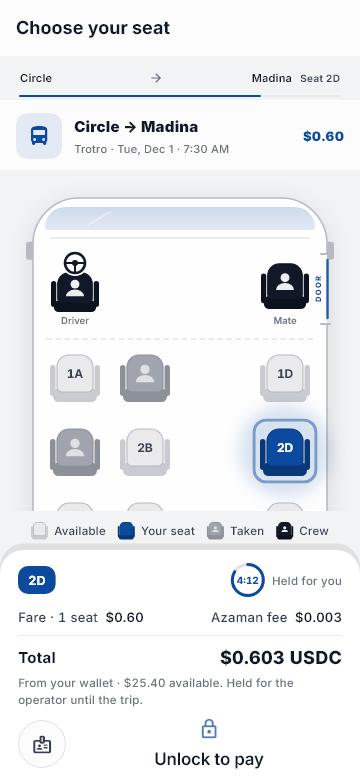 Choose your seat
Circle → Madina Seat 2D
Circle → Madina
$0.60
Trotro · Tue, Dec 1 · 7:30 AM
DOOR
Driver
Mate
1A
1D
2B
2D
Available Your seat Taken Crew
2D
4:12 Held for you
Fare · 1 seat $0.60 Azaman fee $0.003
Total $0.603 USDC
From your wallet · $25.40 available. Held for the
operator until the trip.
Unlock to pay